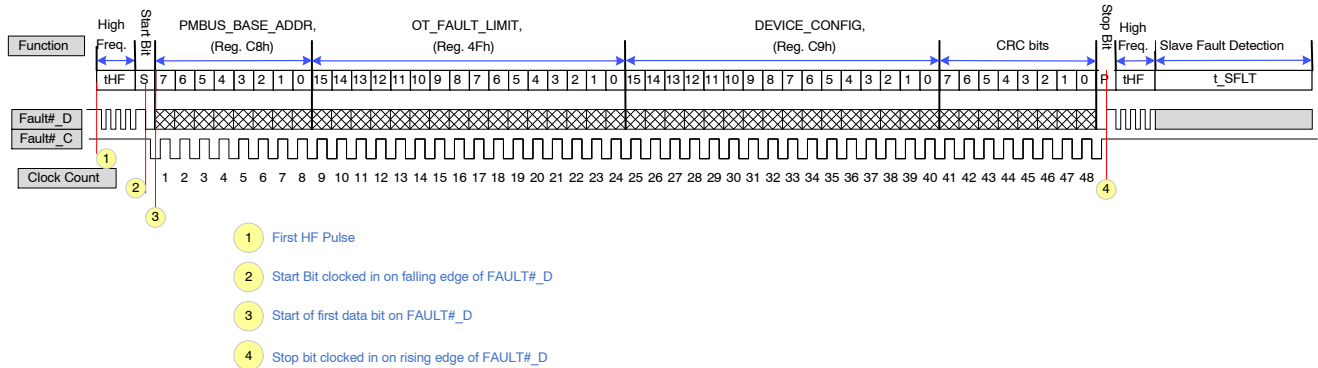 High
Freq.
Start Bit
PMBUS_BASE_ADDR,
(Reg. C8h)
OT_FAULT_LIMIT,
(Reg. 4Fh)
DEVICE_CONFIG,
(Reg. C9h)
CRC bits
Stop Bit
High
Freq.
Slave Fault Detection
Function
tHF S 7 6 5 4 3 2 1 0 15 14 13 12 11 10 9 8 7 6 5 4 3 2 1 0 15 14 13 12 11 10 9 8 7 6 5 4 3 2 1 0 7 6 5 4 3 2 1 0 P tHF t_SFLT
Fault#_D
Fault#_C
Clock Count 1 2 3 4 5 6 7 8 9 10 11 12 13 14 15 16 17 18 19 20 21 22 23 24 25 26 27 28 29 30 31 32 33 34 35 36 37 38 39 40 41 42 43 44 45 46 47 48
1
2
3
4
1 First HF Pulse
2 Start Bit clocked in on falling edge of FAULT#_D
3 Start of first data bit on FAULT#_D
4 Stop bit clocked in on rising edge of FAULT#_D